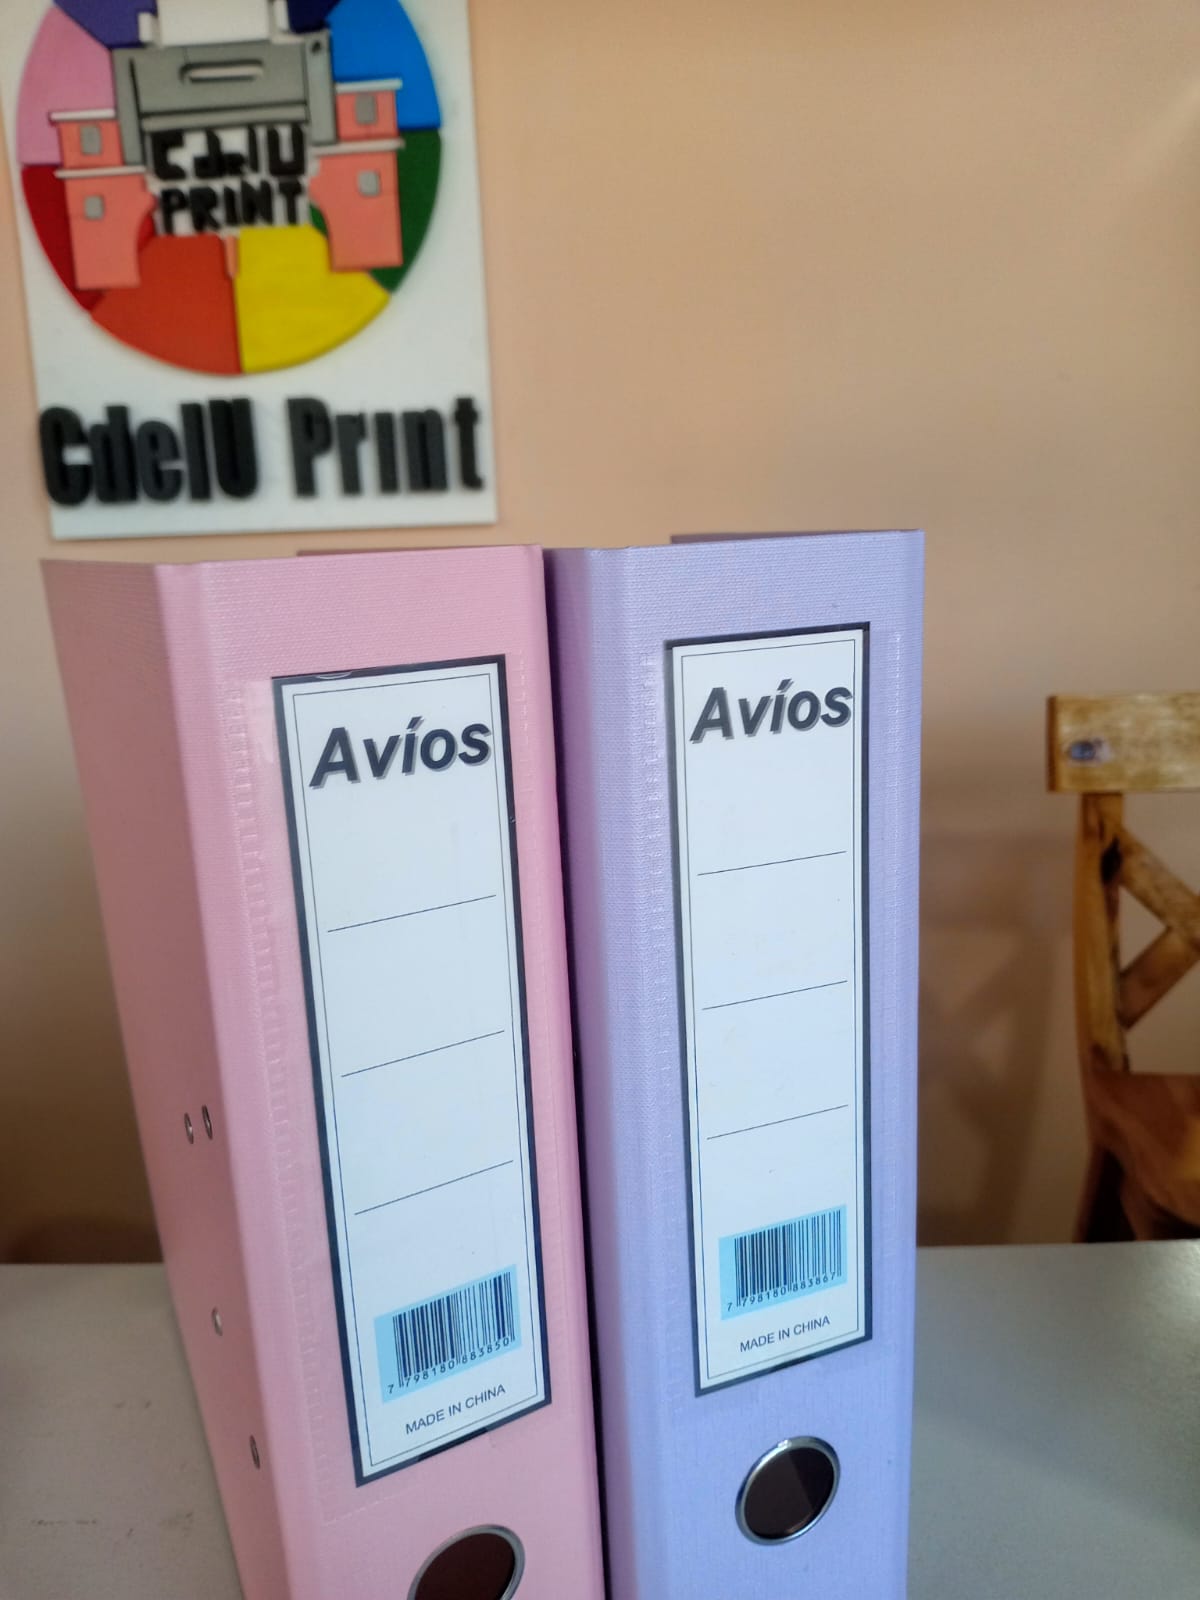 CdelU
PRINT
CdelU Print
Avíos
7 798180 883850
MADE IN CHINA
Avíos
7 798180 883867
MADE IN CHINA